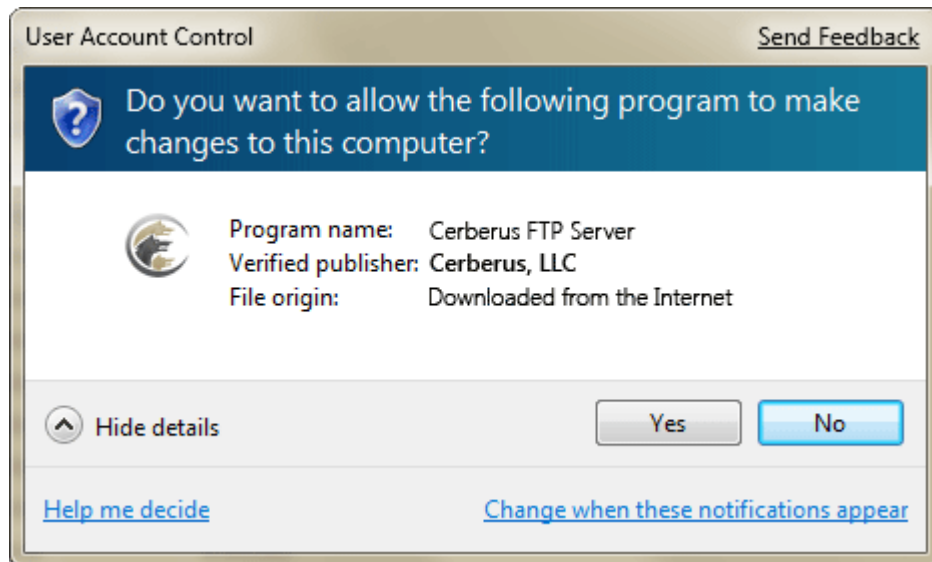 User Account Control
Send Feedback
Do you want to allow the following program to make
changes to this computer?
Program name: Cerberus FTP Server
Verified publisher: Cerberus, LLC
File origin: Downloaded from the Internet
Hide details
Yes
No
Help me decide
Change when these notifications appear